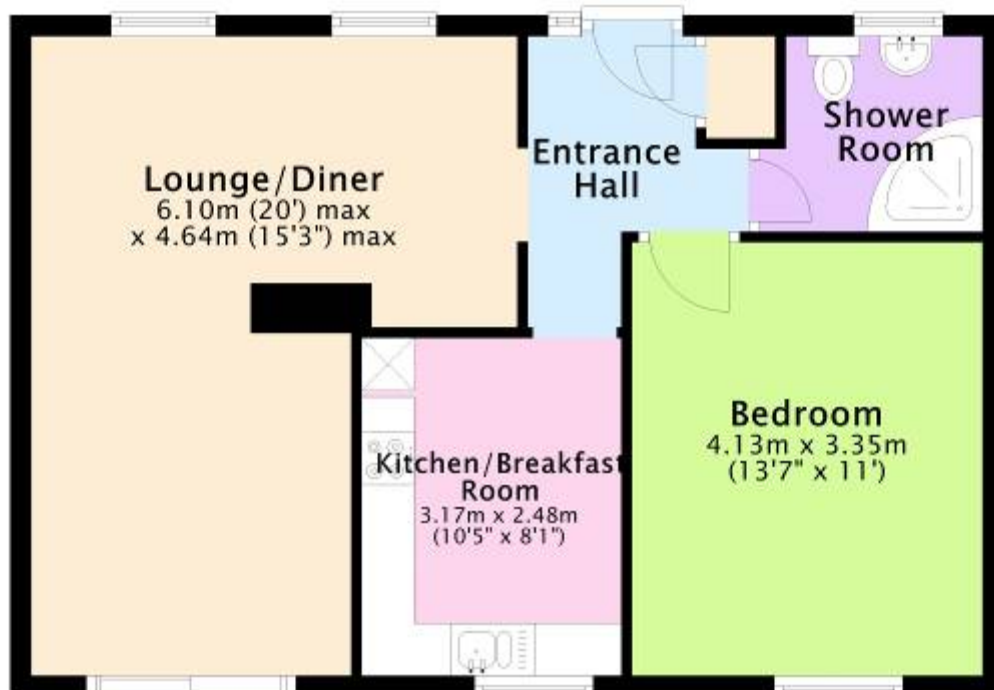 Lounge/Diner
6.10m (20') max
x 4.64m (15'3") max
Entrance
Hall
Shower
Room
Kitchen/Breakfast
Room
3.17m x 2.48m
(10'5" x 8'1")
Bedroom
4.13m x 3.35m
(13'7" x 11')